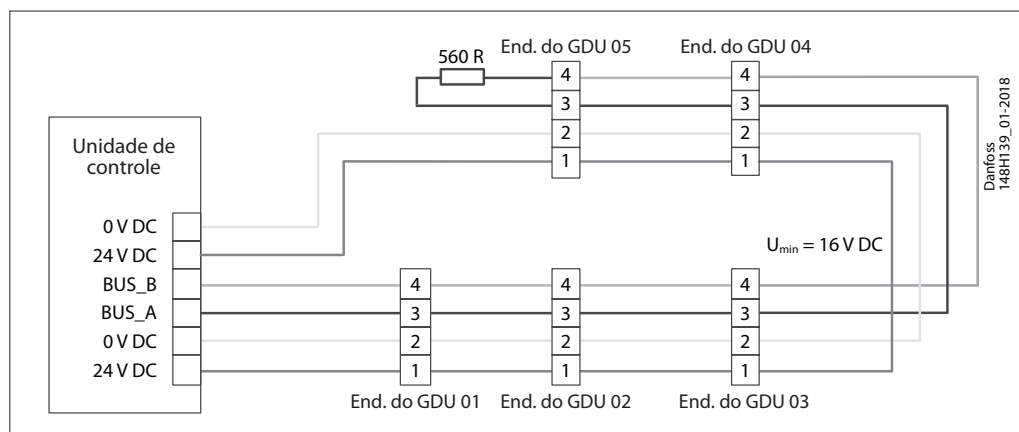 560 R
End. do GDU 05
End. do GDU 04
4
4
3
3
2
2
1
1
Danfoss
148H139_01-2018
Unidade de
controle
0 V DC
24 V DC
BUS_B
BUS_A
0 V DC
24 V DC
Umin = 16 V DC
4
4
4
3
3
3
2
2
2
1
1
1
End. do GDU 01
End. do GDU 02
End. do GDU 03